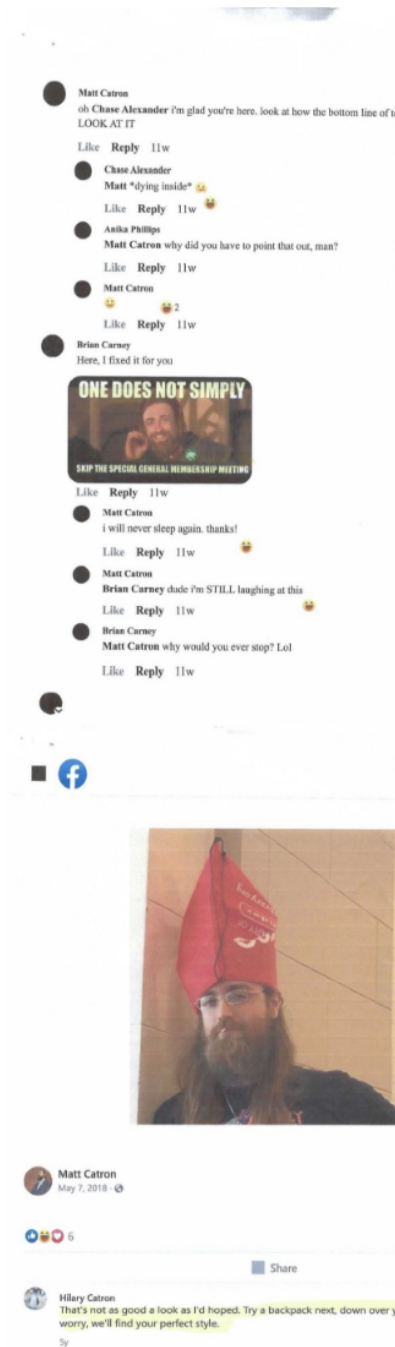 Matt Catron
oh Chase Alexander i'm glad you're here. look at how the bottom line of
LOOK AT IT
Like Reply 11w
Chase Alexander
Matt *dying inside* 😄
Like Reply 11w
Anika Phillips
Matt Catron why did you have to point that out, man?
Like Reply 11w
Matt Catron
2
Like Reply 11w
Brian Carney
Here, I fixed it for you
ONE DOES NOT SIMPLY
SKIP THE SPECIAL GENERAL MEMBERSHIP MEETING
Like Reply 11w
Matt Catron
i will never sleep again. thanks!
Like Reply 11w
Matt Catron
Brian Carney dude i'm STILL laughing at this
Like Reply 11w
Brian Carney
Matt Catron why would you ever stop? Lol
Like Reply 11w
Matt Catron
May 7, 2018
6
Share
Hilary Catron
That's not as good a look as I'd hoped. Try a backpack next, down over
worry, we'll find your perfect style.
5y